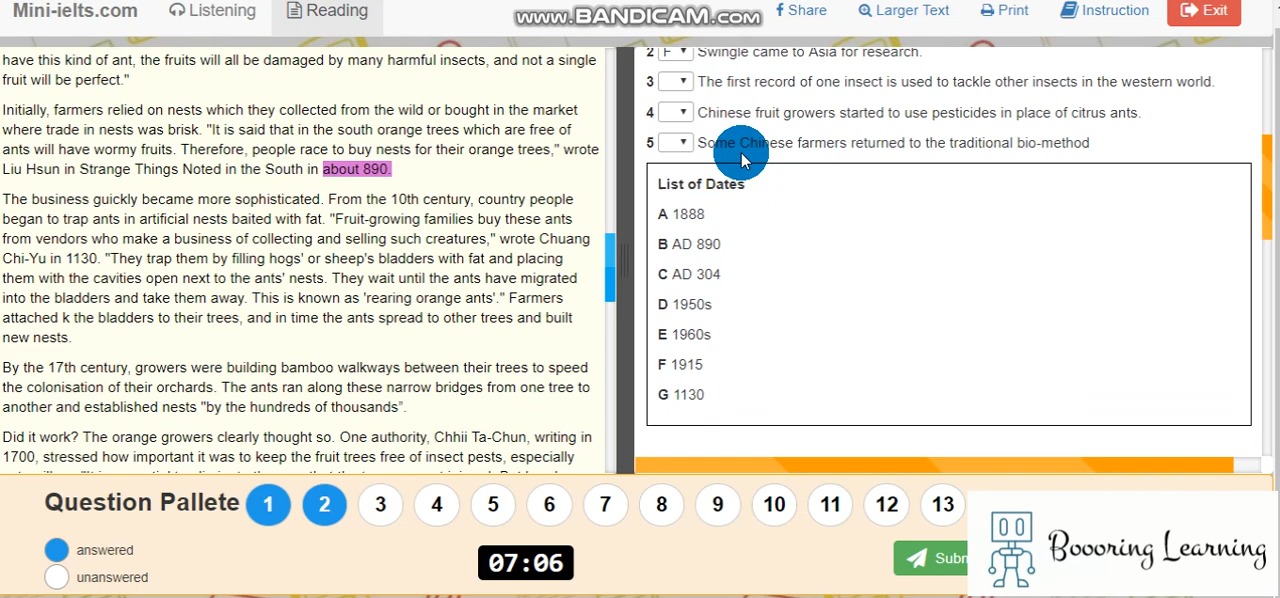 Mini-ielts.com
Listening
Reading
www.BANDICAM.com
Share
Larger Text
Print
Instruction
Exit
have this kind of ant, the fruits will all be damaged by many harmful insects, and not a single
fruit will be perfect."
Initially, farmers relied on nests which they collected from the wild or bought in the market
where trade in nests was brisk. "It is said that in the south orange trees which are free of
ants will have wormy fruits. Therefore, people race to buy nests for their orange trees," wrote
Liu Hsun in Strange Things Noted in the South in about 890.
The business guickly became more sophisticated. From the 10th century, country people
began to trap ants in artificial nests baited with fat. "Fruit-growing families buy these ants
from vendors who make a business of collecting and selling such creatures," wrote Chuang
Chi-Yu in 1130. "They trap them by filling hogs' or sheep's bladders with fat and placing
them with the cavities open next to the ants' nests. They wait until the ants have migrated
into the bladders and take them away. This is known as 'rearing orange ants'." Farmers
attached k the bladders to their trees, and in time the ants spread to other trees and built
new nests.
By the 17th century, growers were building bamboo walkways between their trees to speed
the colonisation of their orchards. The ants ran along these narrow bridges from one tree to
another and established nests "by the hundreds of thousands".
Did it work? The orange growers clearly thought so. One authority, Chhii Ta-Chun, writing in
1700, stressed how important it was to keep the fruit trees free of insect pests, especially
2 F Swingle came to Asia for research.
3 The first record of one insect is used to tackle other insects in the western world.
4 Chinese fruit growers started to use pesticides in place of citrus ants.
5 Some Chinese farmers returned to the traditional bio-method
List of Dates
A 1888
B AD 890
C AD 304
D 1950s
E 1960s
F 1915
G 1130
Question Pallete 1 2 3 4 5 6 7 8 9 10 11 12 13
answered
unanswered
07:06
Subm
Boooring Learning